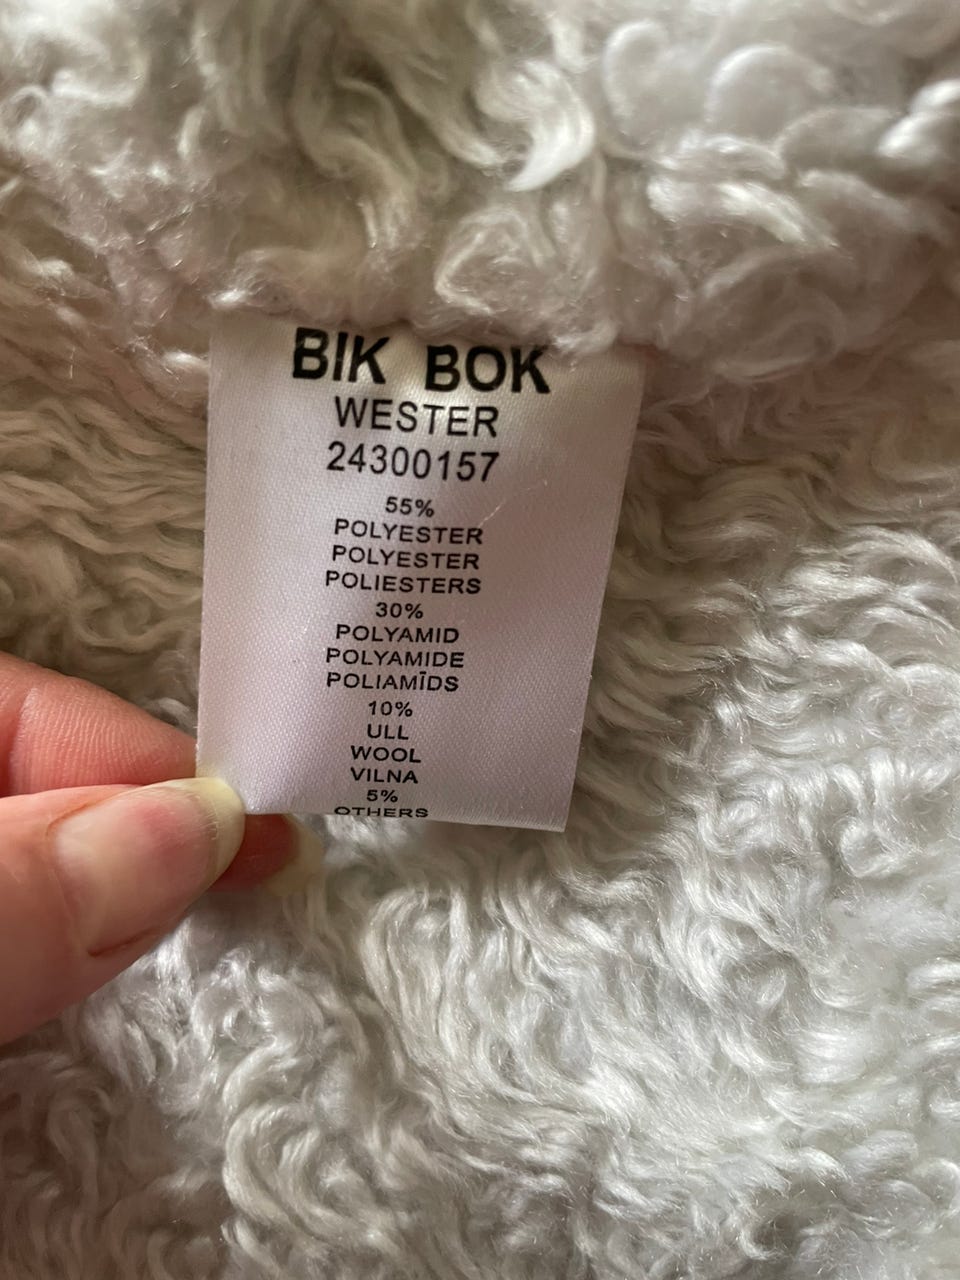 BIK BOK
WESTER
24300157
55%
POLYESTER
POLYESTER
POLIESTERS
30%
POLYAMID
POLYAMIDE
POLIAMĪDS
10%
ULL
WOOL
VILNA
5%
OTHERS